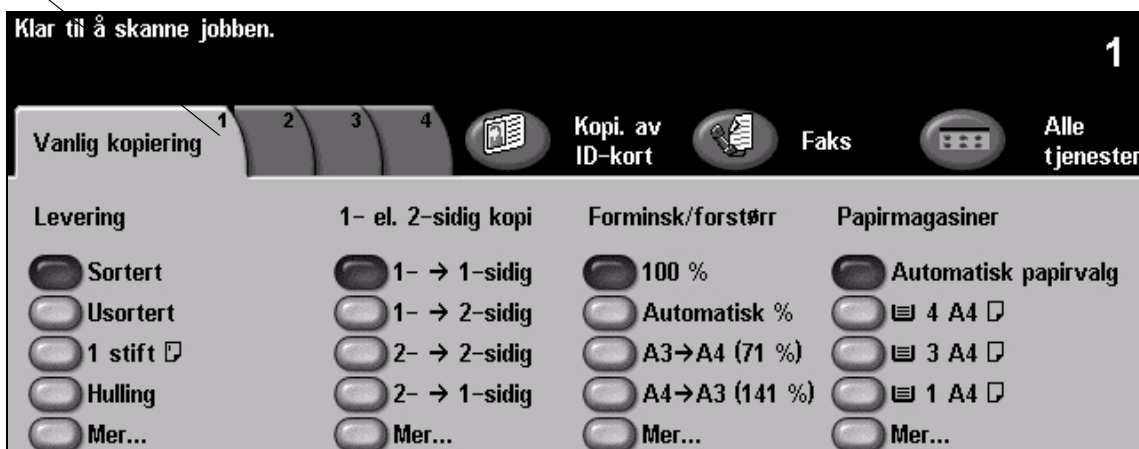 Klar til å skanne jobben.
1
Vanlig kopiering 1 2 3 4
Kopi. av
ID-kort
Faks
Alle
tjenester
Levering
1- el. 2-sidig kopi
Forminsk/forstørr
Papirmagasiner
Sortert
1- → 1-sidig
100 %
Automatisk papirvalg
Usortert
1- → 2-sidig
Automatisk %
4 A4
1 stift
2- → 2-sidig
A3→A4 (71 %)
3 A4
Hulling
2- → 1-sidig
A4→A3 (141 %)
1 A4
Mer...
Mer...
Mer...
Mer...